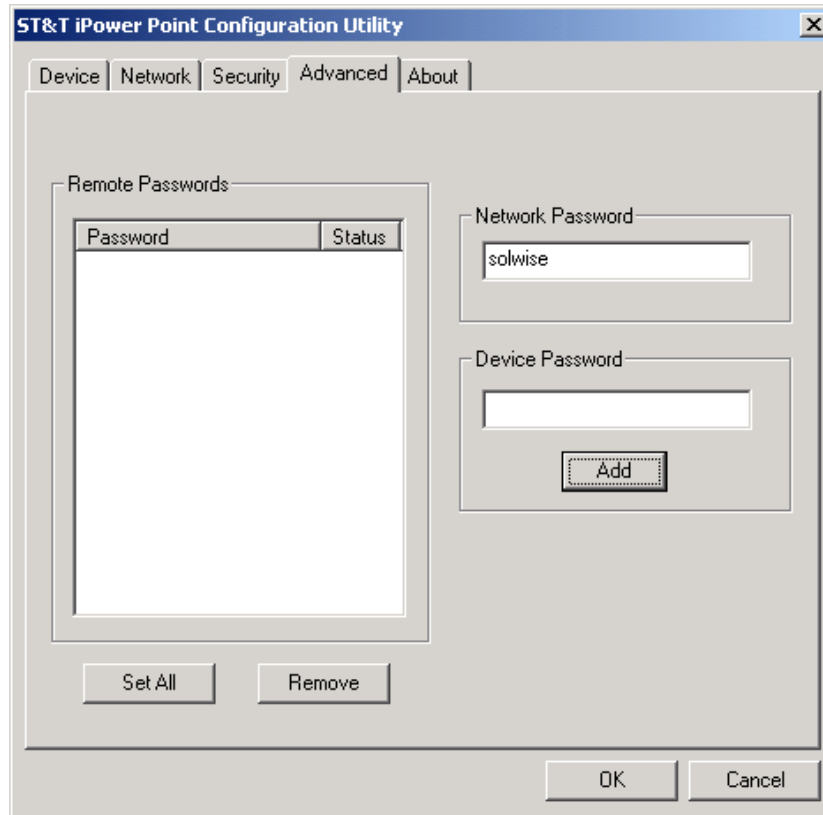 ST&T iPower Point Configuration Utility
Device Network Security Advanced About
Remote Passwords
Password Status
Network Password
solwise
Device Password
Add
Set All Remove
OK Cancel